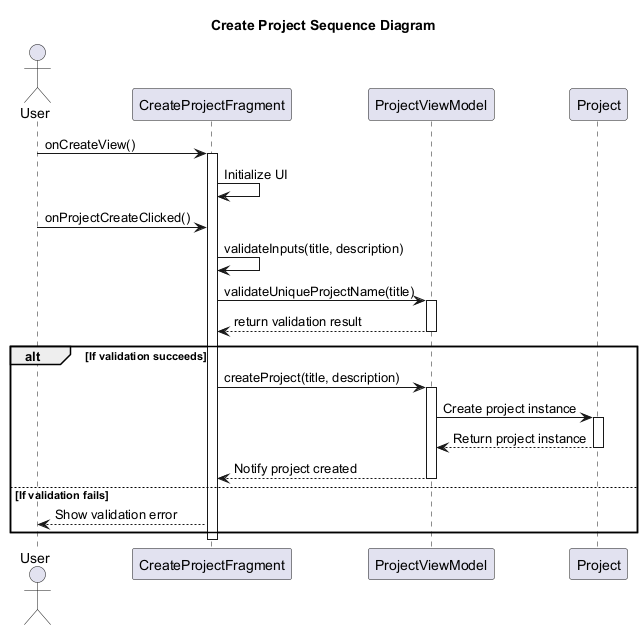 Create Project Sequence Diagram
User
CreateProjectFragment
ProjectViewModel
Project
onCreateView()
Initialize UI
onProjectCreateClicked()
validateInputs(title, description)
validateUniqueProjectName(title)
return validation result
alt
[If validation succeeds]
createProject(title, description)
Create project instance
Return project instance
Notify project created
[If validation fails]
Show validation error
User
CreateProjectFragment
ProjectViewModel
Project